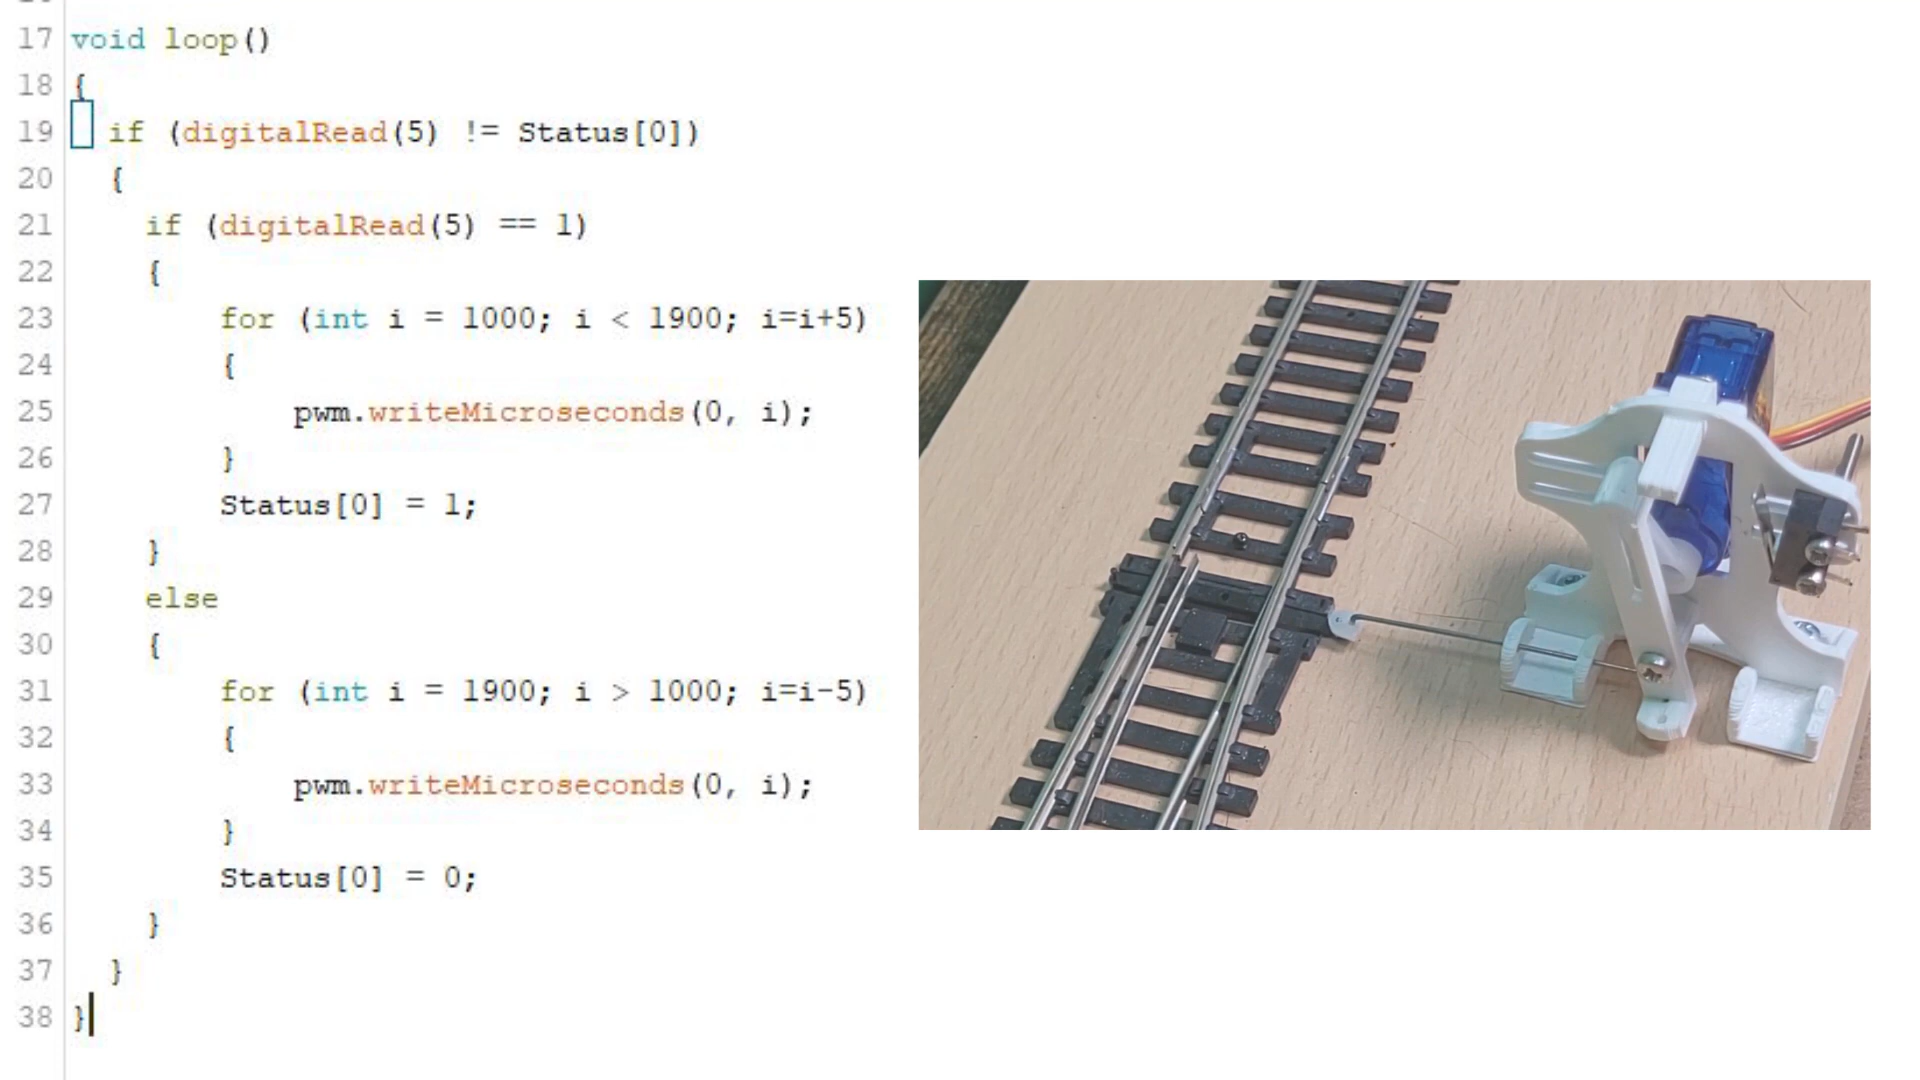 17 void loop()
18 {
19 if (digitalRead(5) != Status[0])
20 {
21 if (digitalRead(5) == 1)
22 {
23 for (int i = 1000; i < 1900; i=i+5)
24 {
25 pwm.writeMicroseconds(0, i);
26 }
27 Status[0] = 1;
28 }
29 else
30 {
31 for (int i = 1900; i > 1000; i=i-5)
32 {
33 pwm.writeMicroseconds(0, i);
34 }
35 Status[0] = 0;
36 }
37 }
38 }